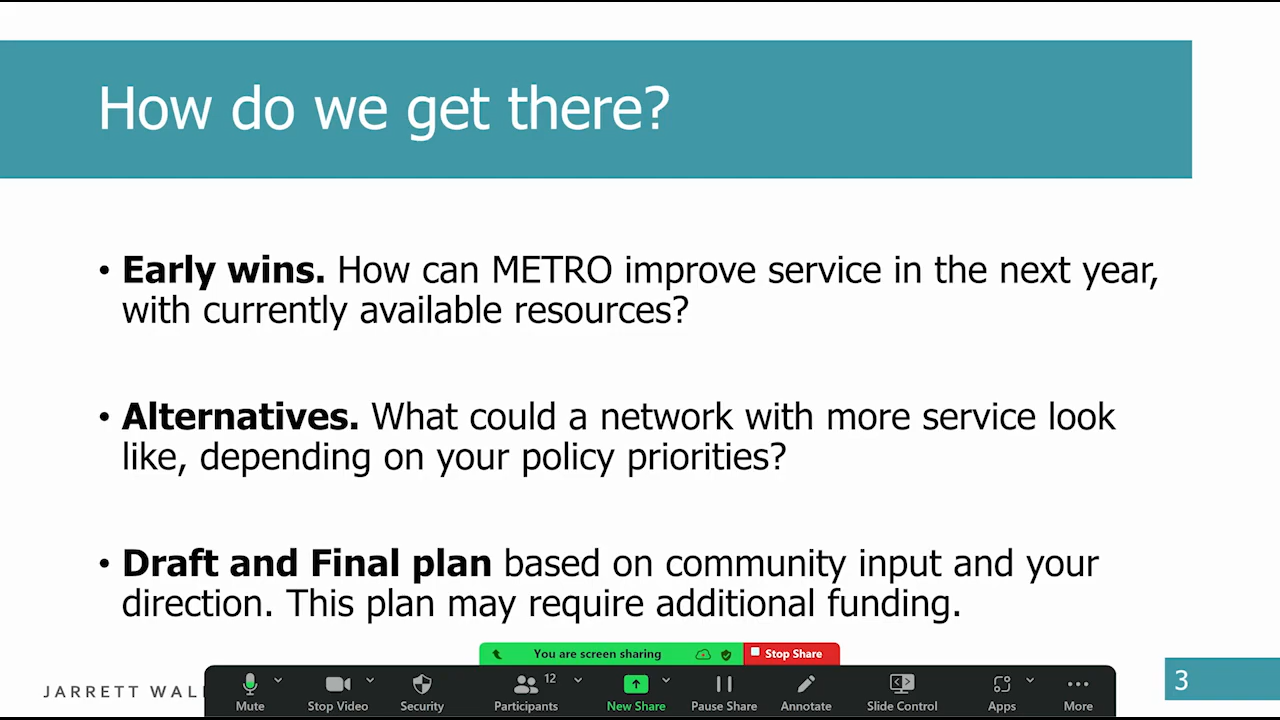 How do we get there?
• Early wins. How can METRO improve service in the next year,
with currently available resources?
• Alternatives. What could a network with more service look
like, depending on your policy priorities?
• Draft and Final plan based on community input and your
direction. This plan may require additional funding.
You are screen sharing Stop Share
JARRETT WAL
3
12
Mute Stop Video Security Participants New Share Pause Share Annotate Slide Control Apps More